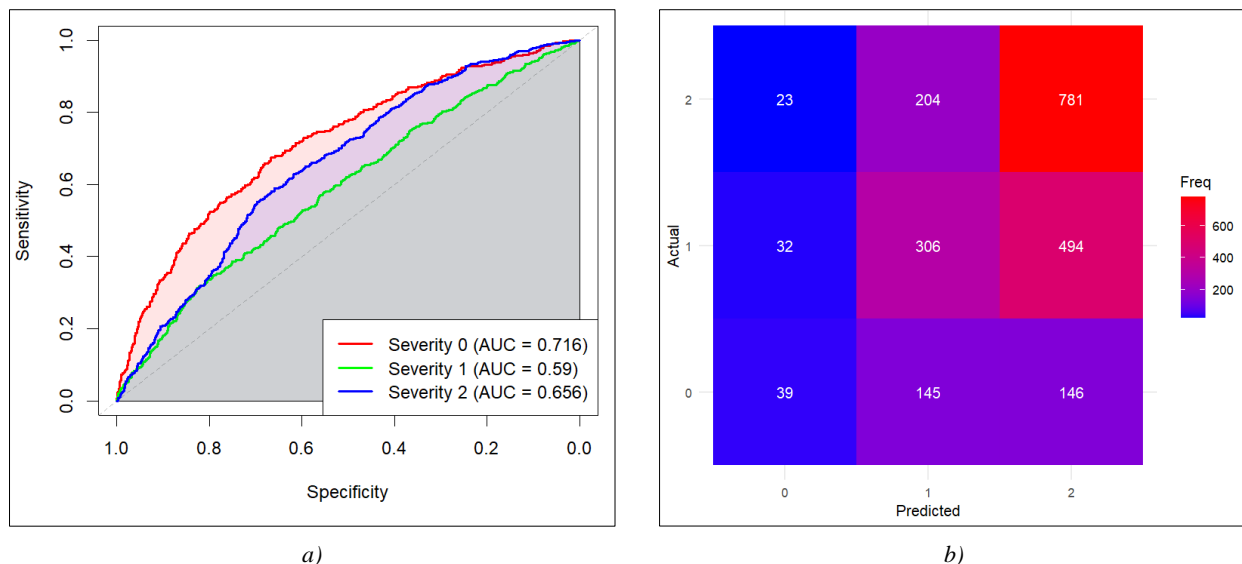 1.0
0.8
0.6
0.4
0.2
0.0
Sensitivity
Severity 0 (AUC = 0.716)
Severity 1 (AUC = 0.59)
Severity 2 (AUC = 0.656)
1.0 0.8 0.6 0.4 0.2 0.0
Specificity
a)
2 23 204 781
1 32 306 494
0 39 145 146
Actual
0 1 2
Predicted
Freq
600
400
200
b)